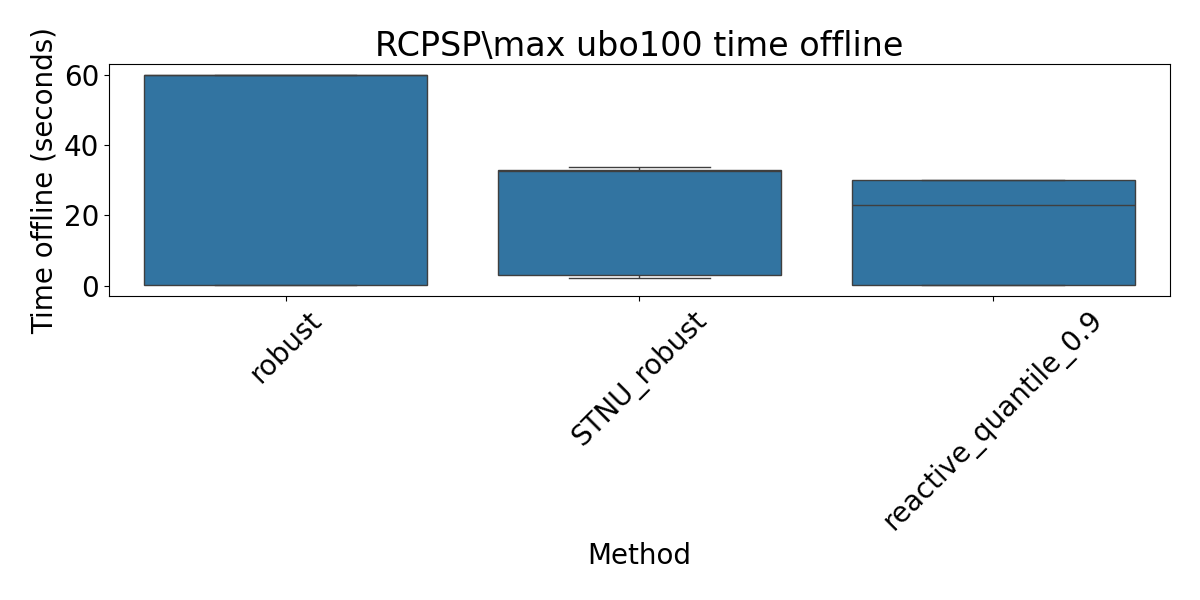 RCPSP\max ubo100 time offline
Time offline (seconds)
60
40
20
0
robust
STNU_robust
reactive_quantile_0.9
Method